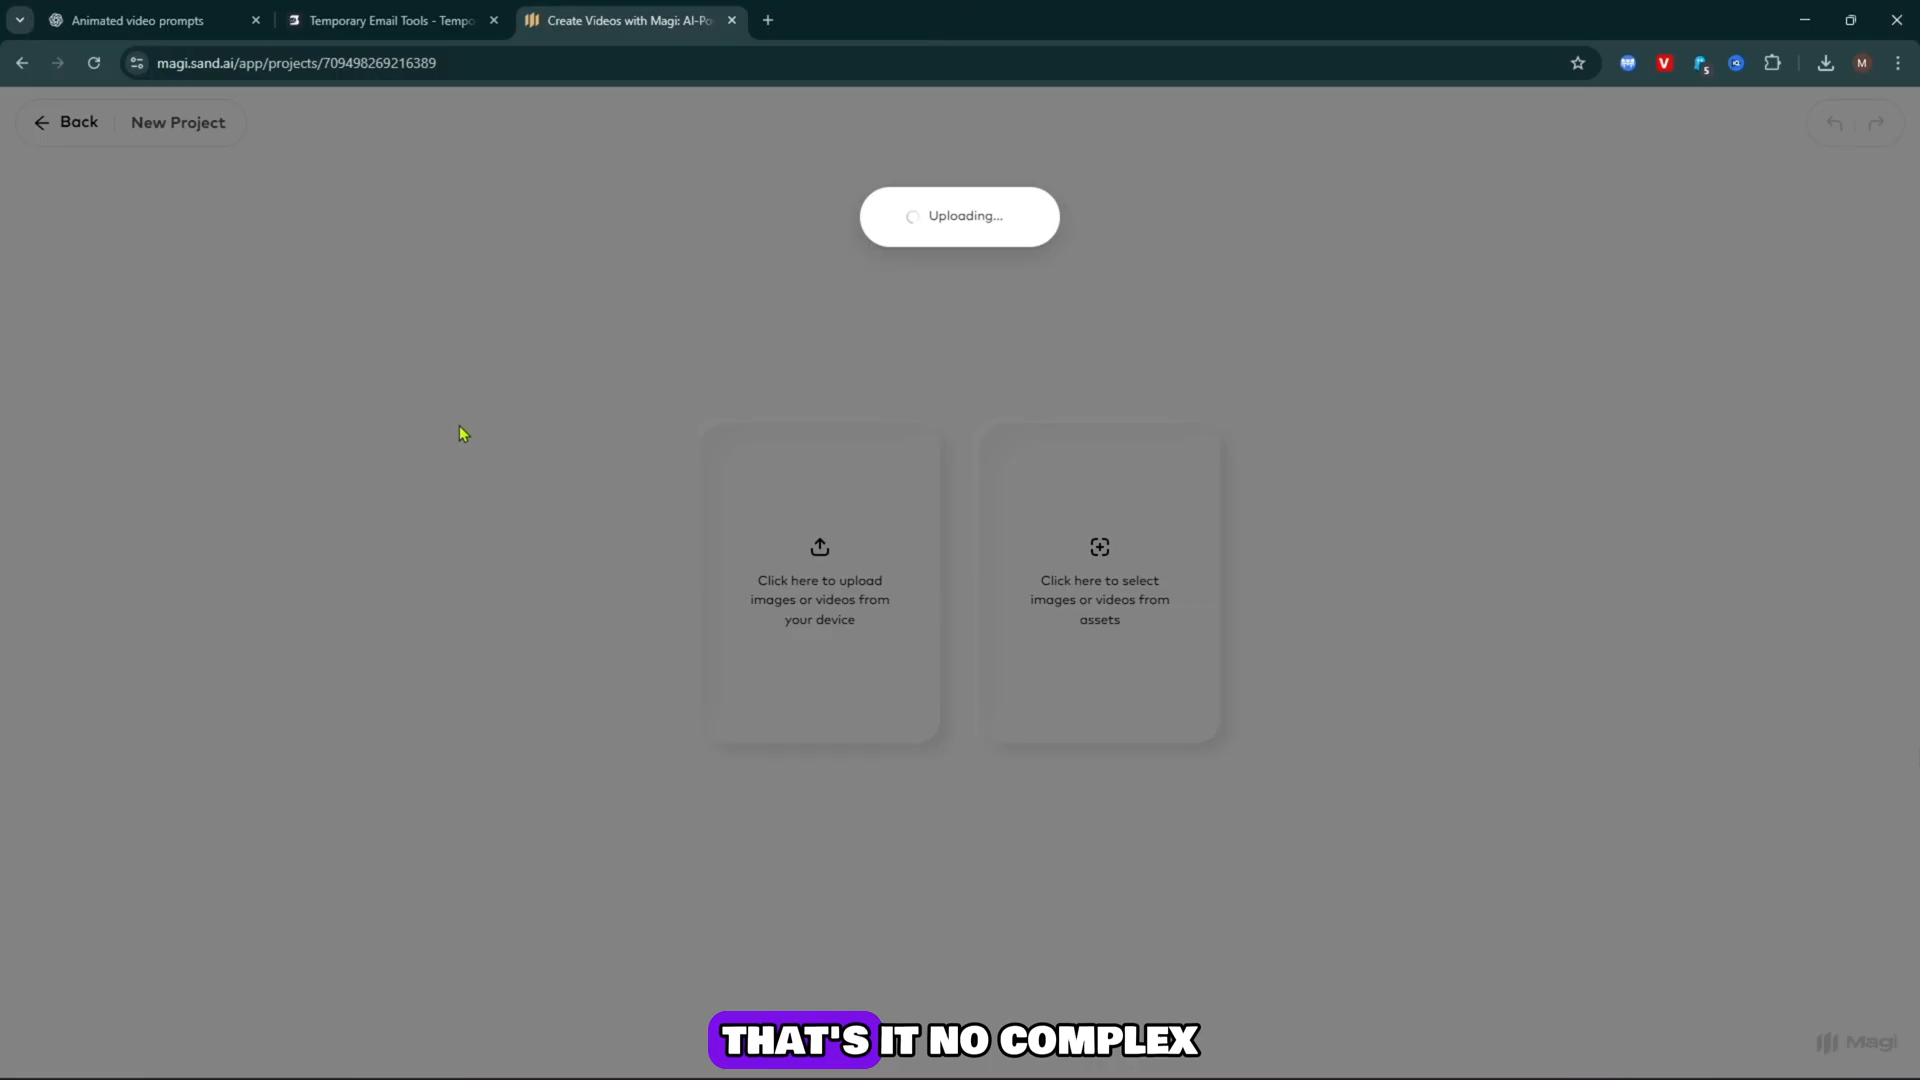 Animated video prompts
Temporary Email Tools - Tempo
Create Videos with Magi: AI-Po
magi.sand.ai/app/projects/709498269216389
V
S
M
Back
New Project
Uploading...
Click here to upload
images or videos from
your device
Click here to select
images or videos from
assets
THAT'S IT NO COMPLEX
Magi